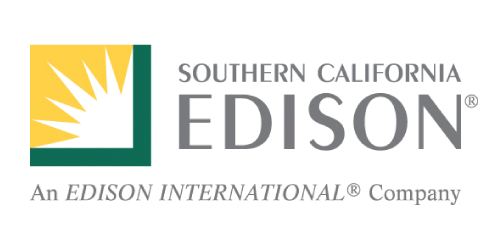 SOUTHERN CALIFORNIA
EDISON®
An EDISON INTERNATIONAL® Company